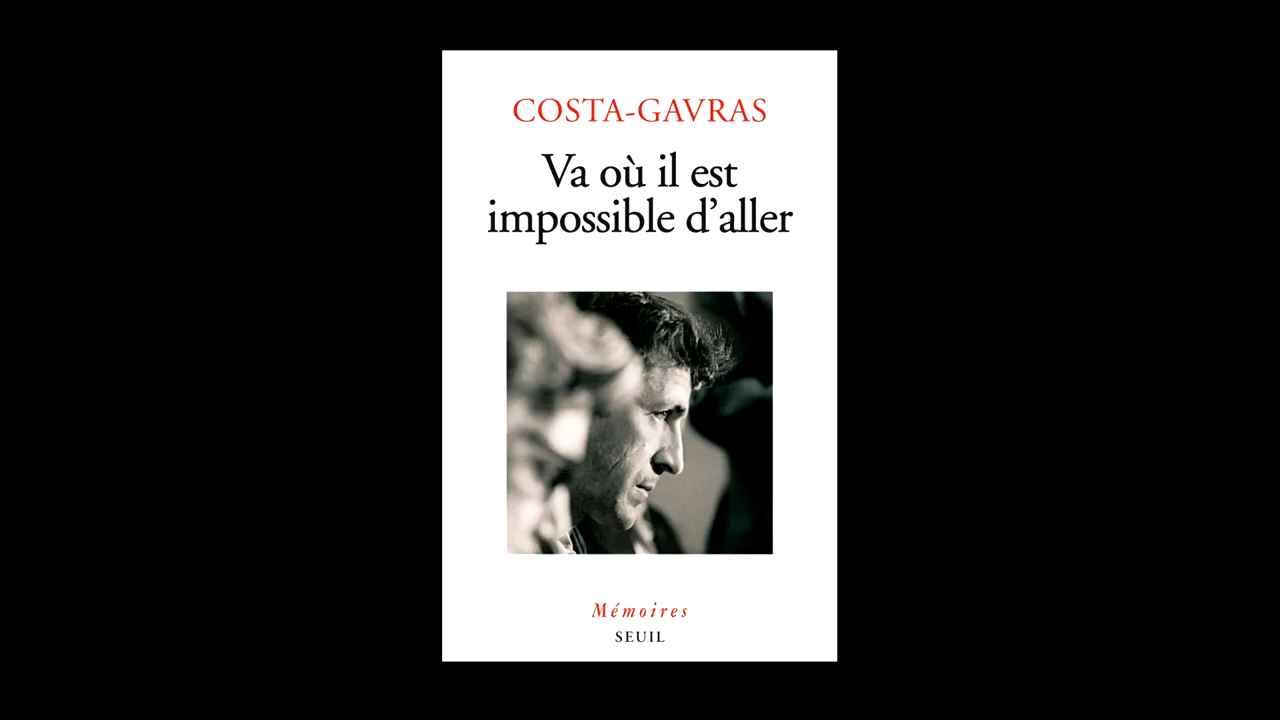 COSTA-GAVRAS
Va où il est
impossible d’aller
Mémoires
SEUIL